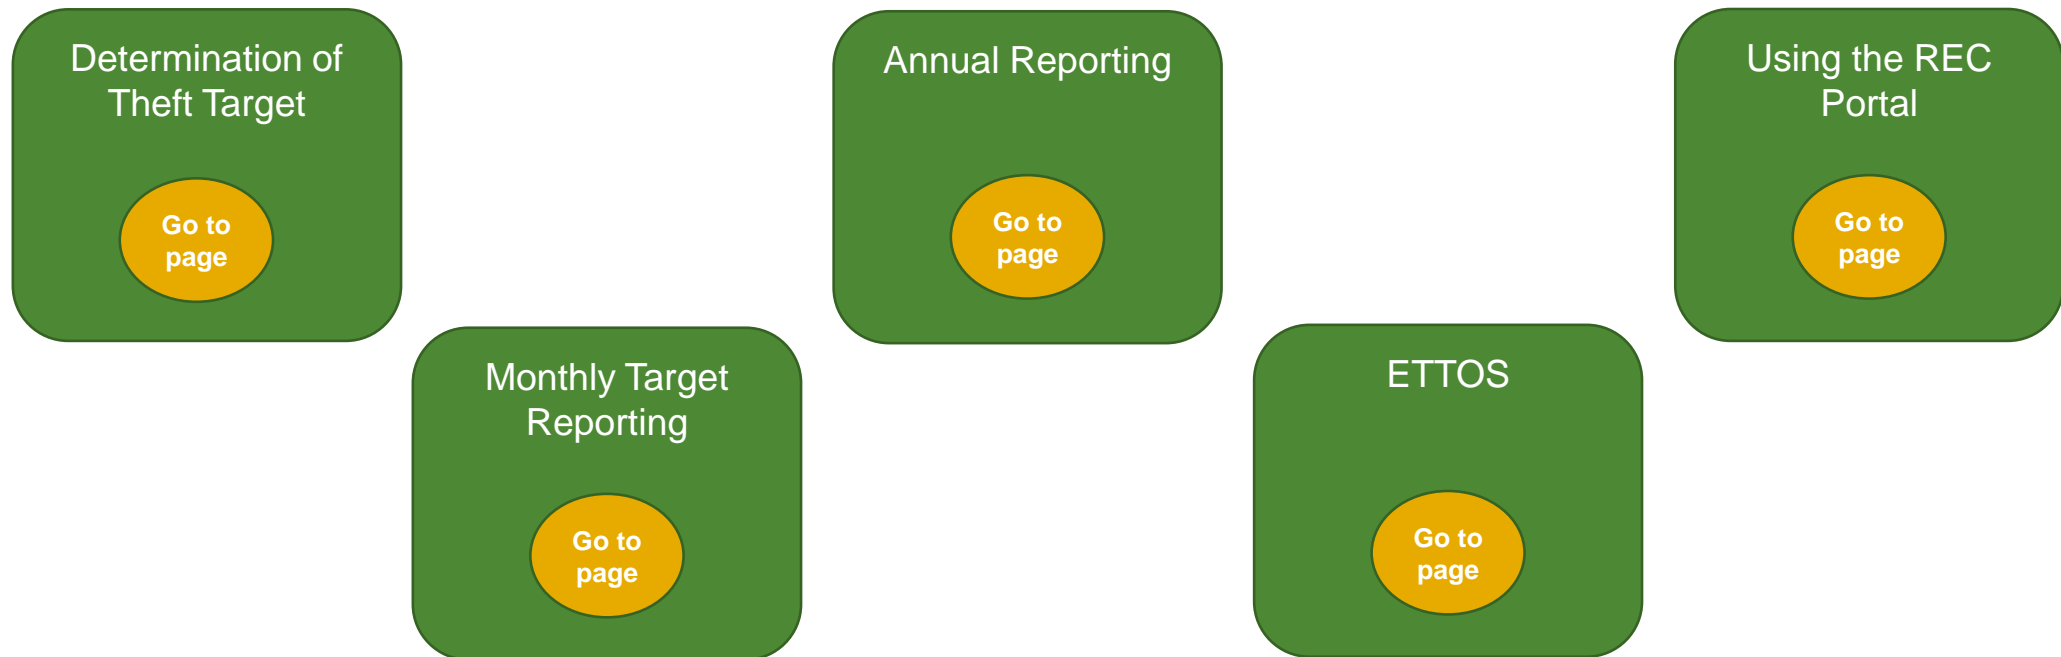 Determination of
Theft Target
Go to
page
Monthly Target
Reporting
Go to
page
Annual Reporting
Go to
page
ETTOS
Go to
page
Using the REC
Portal
Go to
page